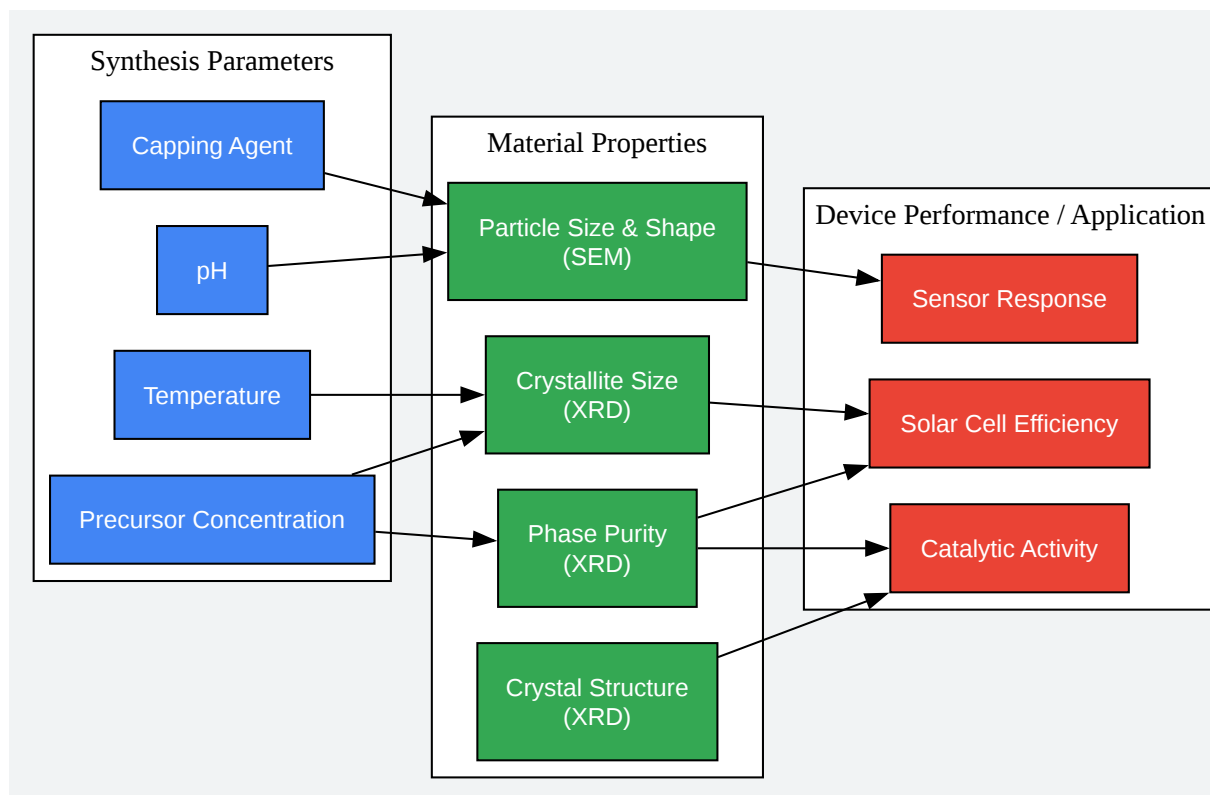 Synthesis Parameters
Capping Agent
pH
Temperature
Precursor Concentration
Material Properties
Particle Size & Shape
(SEM)
Crystallite Size
(XRD)
Phase Purity
(XRD)
Crystal Structure
(XRD)
Device Performance / Application
Sensor Response
Solar Cell Efficiency
Catalytic Activity